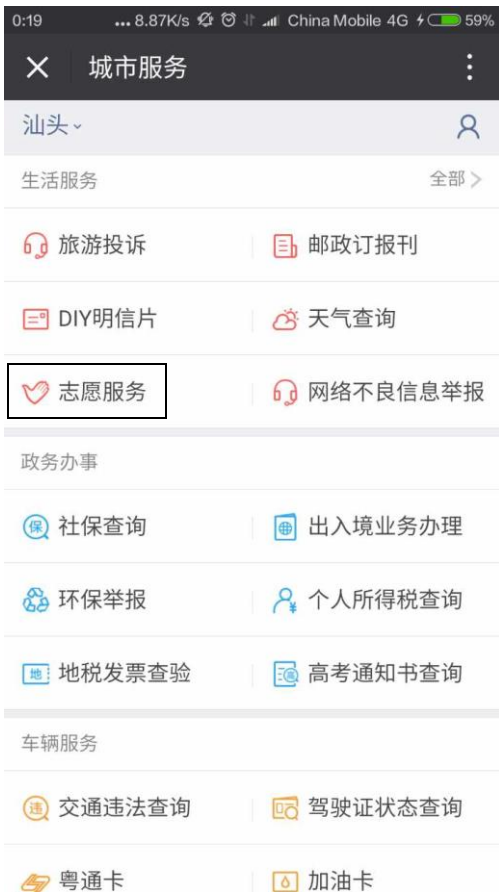 0:19 ... 8.87K/s China Mobile 4G 59%
城市服务
汕头
生活服务 全部
旅游投诉 邮政订报刊
DIY明信片 天气查询
志愿服务 网络不良信息举报
政务办事
保 社保查询 出入境业务办理
环保举报 个人所得税查询
地 地税发票查验 高考通知书查询
车辆服务
违 交通违法查询 驾驶证状态查询
粤通卡 加油卡